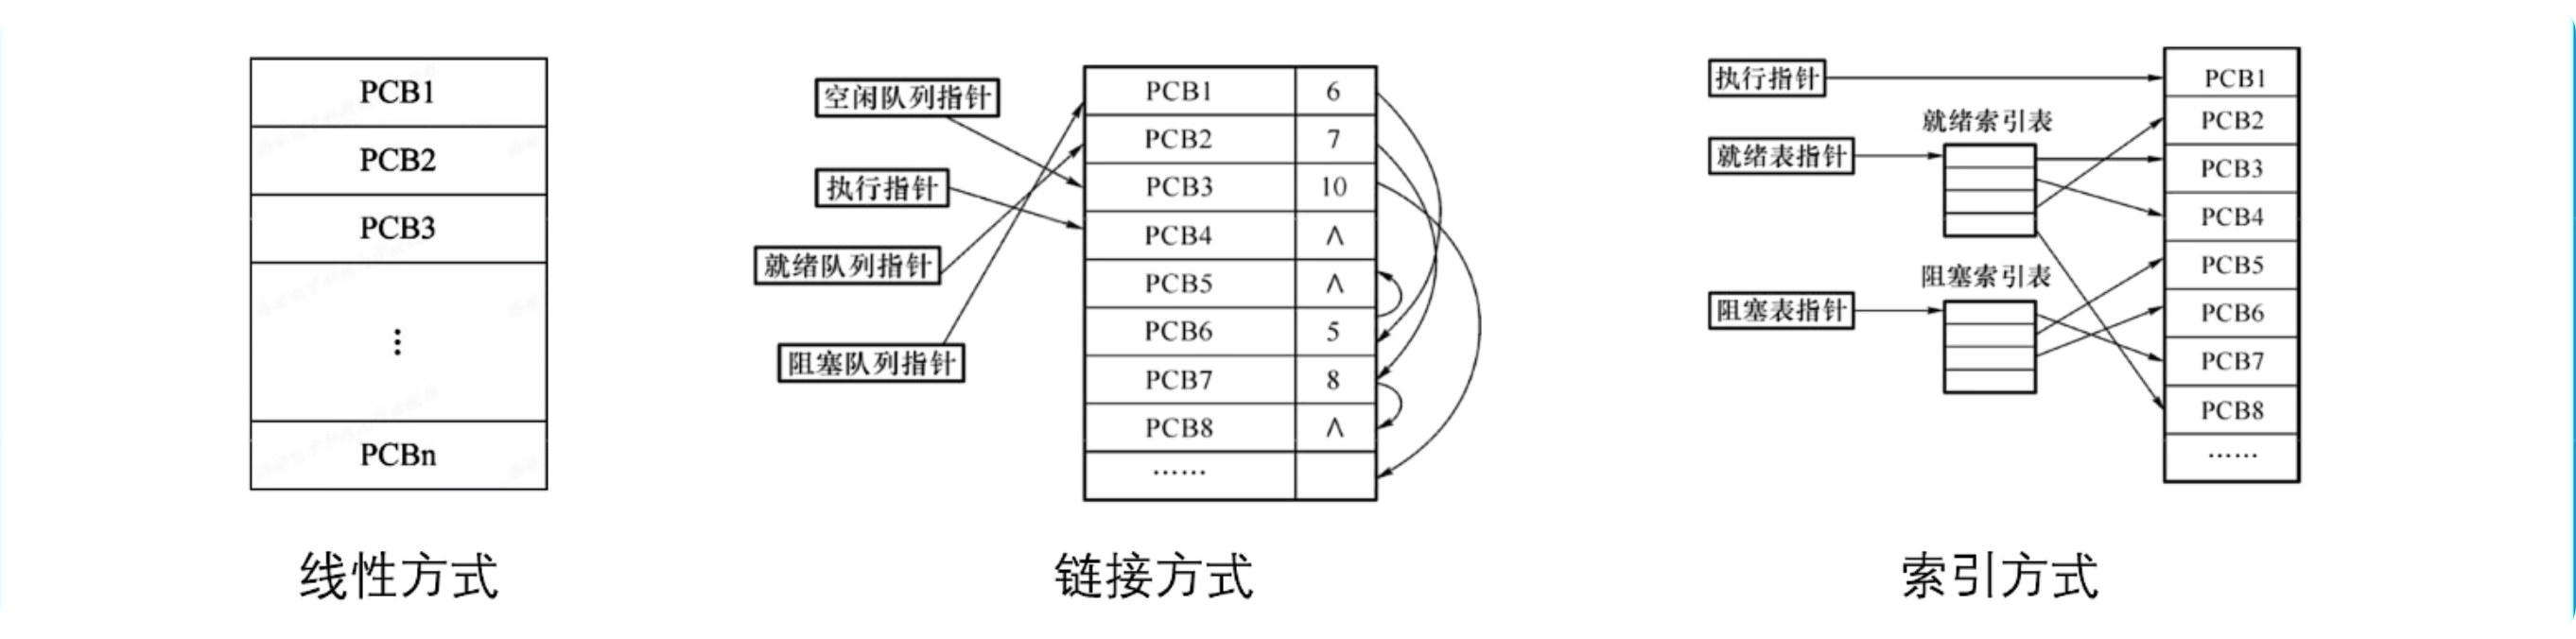 PCB1
PCB2
PCB3
⋮
PCBn
线性方式
空闲队列指针
执行指针
就绪队列指针
阻塞队列指针
PCB1 6
PCB2 7
PCB3 10
PCB4 ∧
PCB5 ∧
PCB6 5
PCB7 8
PCB8 ∧
……
链接方式
执行指针
就绪表指针
阻塞表指针
就绪索引表
阻塞索引表
PCB1
PCB2
PCB3
PCB4
PCB5
PCB6
PCB7
PCB8
……
索引方式